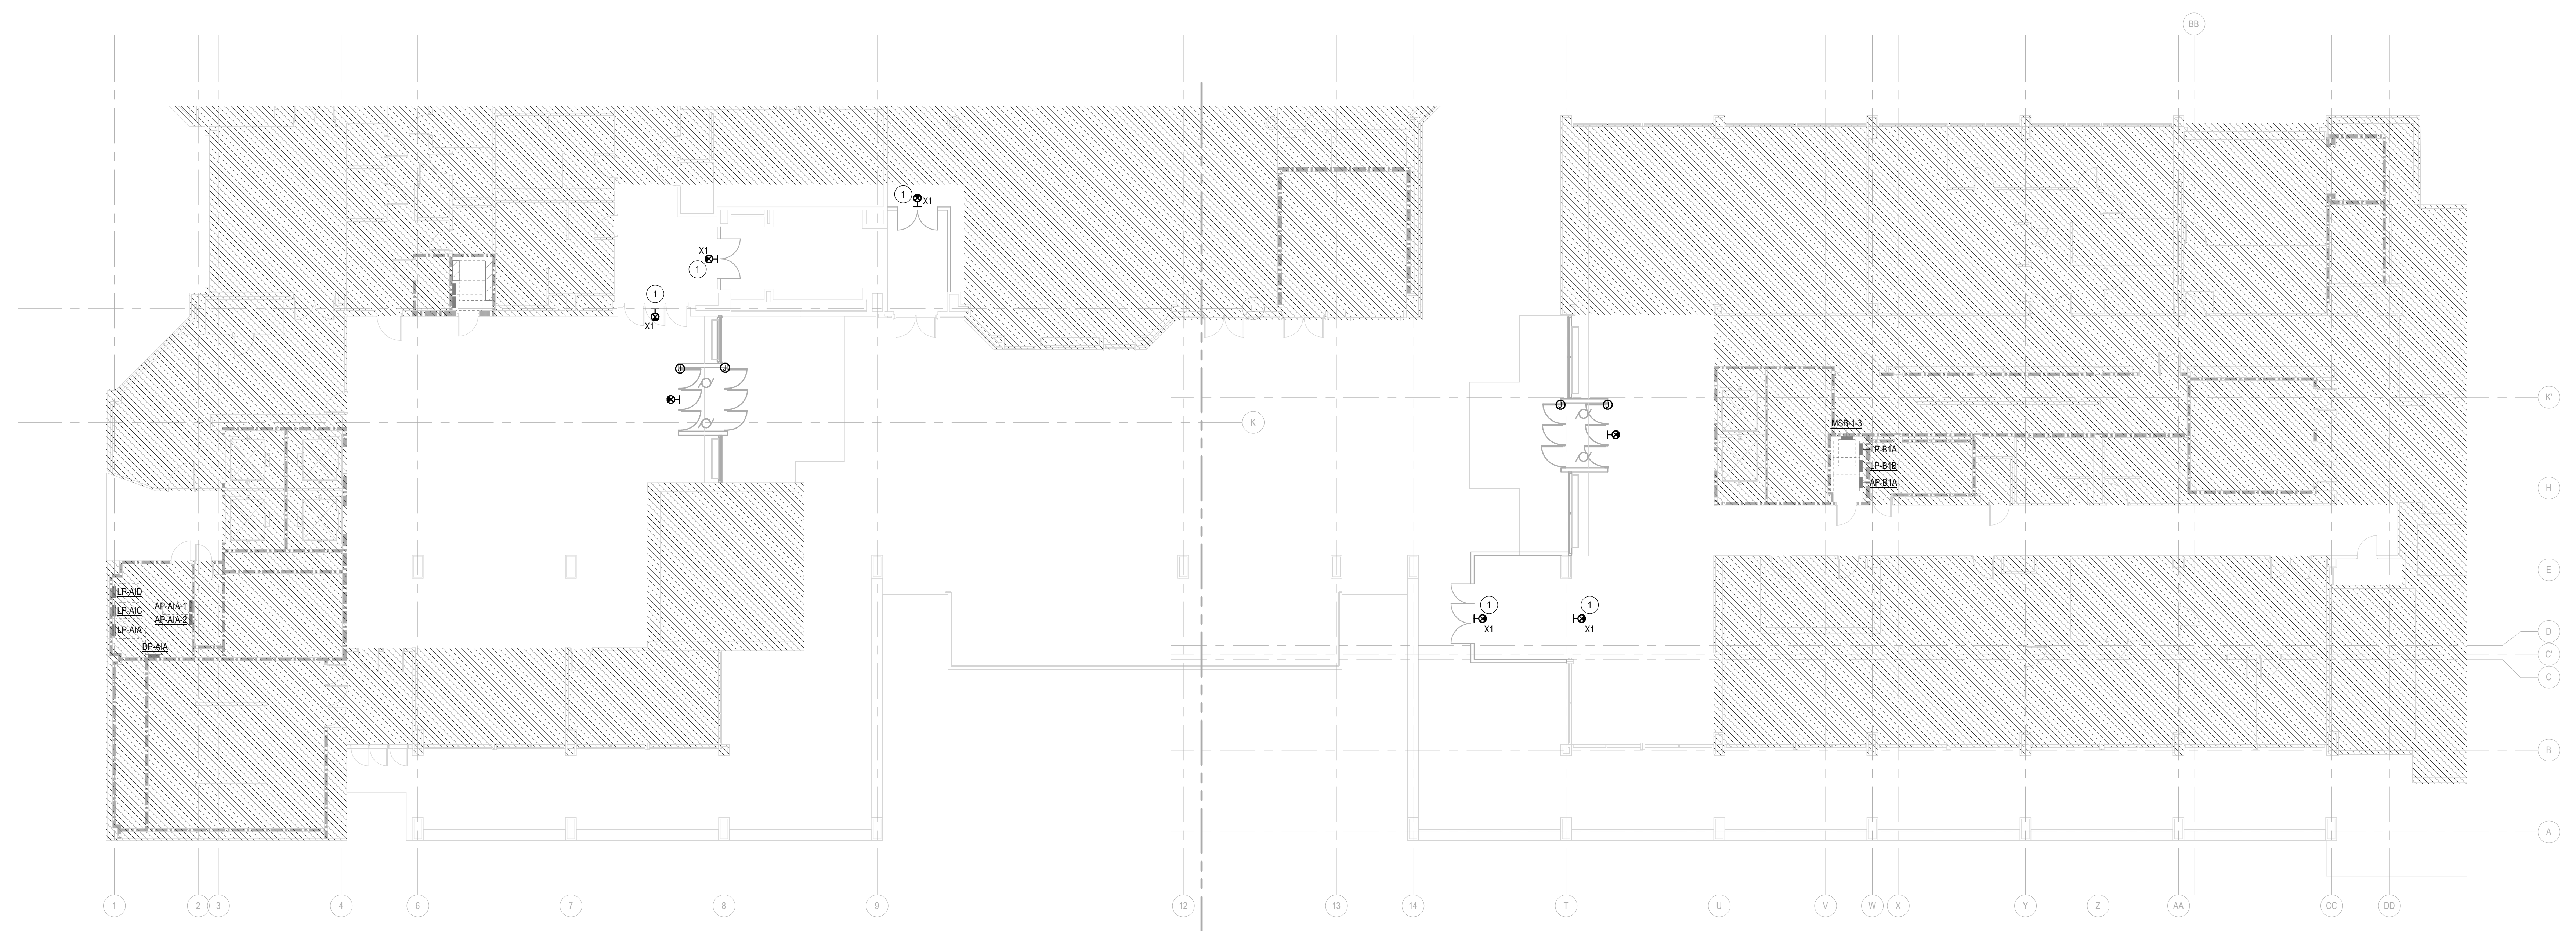 BB
1
X1
X1
1
1
X1
K
K'
MSB-1-3
LP-B1A
LP-B1B
AP-B1A
H
E
LP-AID
LP-AIC
LP-AIA
AP-AIA-1
AP-AIA-2
DP-AIA
1
X1
1
X1
D
C'
C
B
A
1
2
3
4
6
7
8
9
12
13
14
T
U
V
W
X
Y
Z
AA
CC
DD